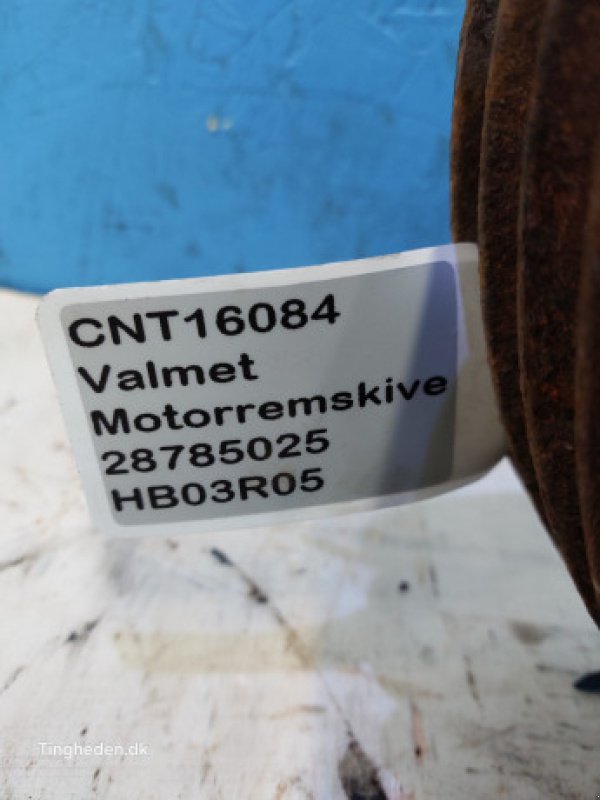 CNT16084
Valmet
Motorremskive
28785025
HB03R05
Tingheden.dk